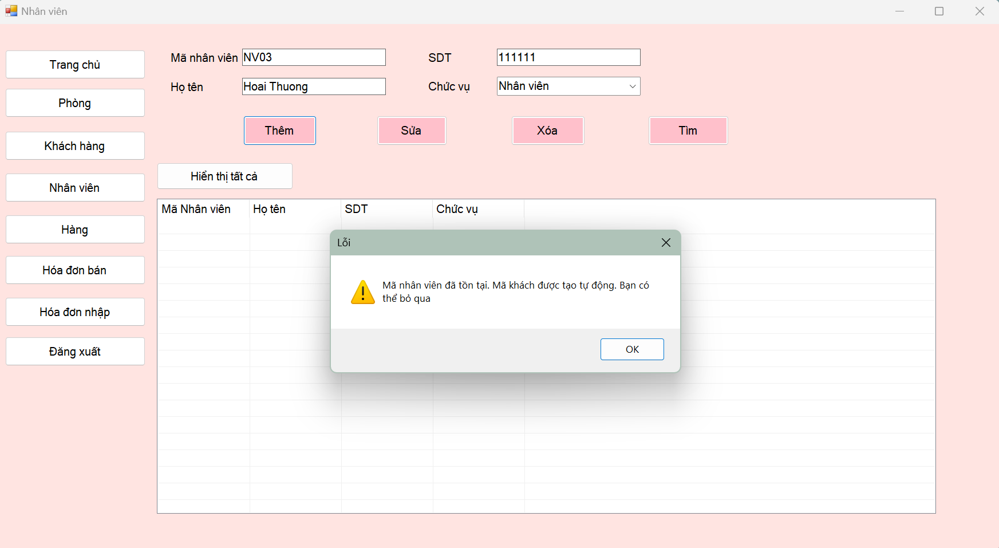 Nhân viên
Trang chủ
Phòng
Khách hàng
Nhân viên
Hàng
Hóa đơn bán
Hóa đơn nhập
Đăng xuất
Mã nhân viên NV03 SDT 111111
Họ tên Hoai Thuong Chức vụ Nhân viên
Thêm Sửa Xóa Tìm
Hiển thị tất cả
Mã Nhân viên Họ tên SDT Chức vụ
Lỗi
Mã nhân viên đã tồn tại. Mã khách được tạo tự động. Bạn có
thể bỏ qua
OK